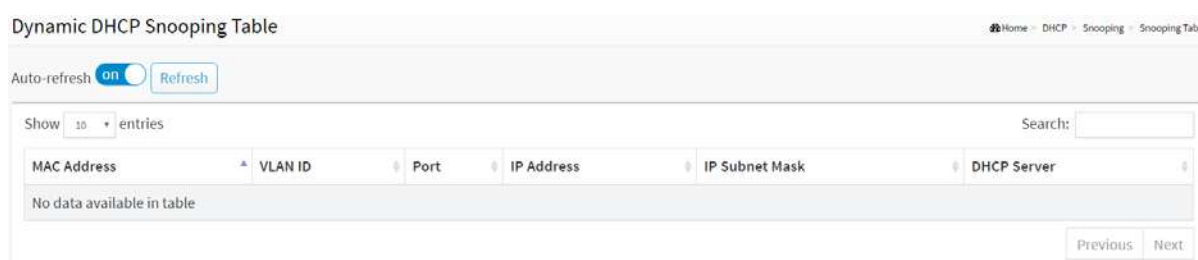 Dynamic DHCP Snooping Table
Home > DHCP > Snooping > Snooping Tab
Auto-refresh on Refresh
Show 10 entries Search:
MAC Address VLAN ID Port IP Address IP Subnet Mask DHCP Server
No data available in table
Previous Next